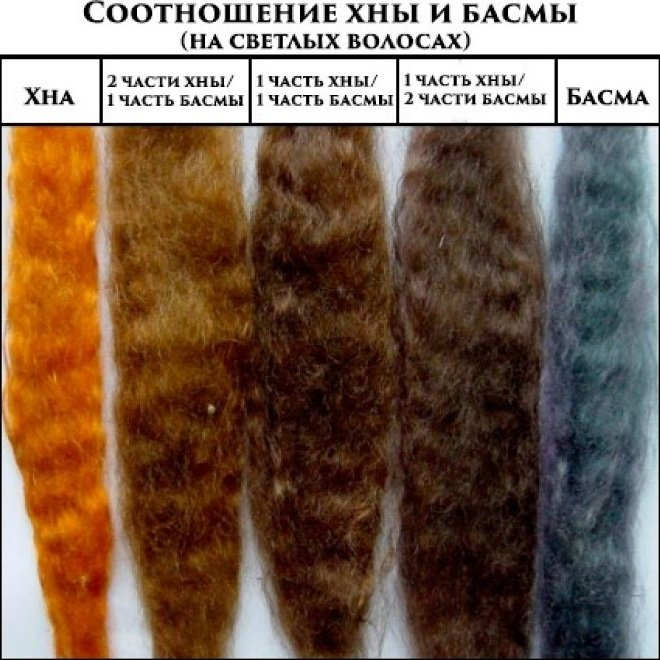 Соотношение хны и басмы
(на светлых волосах)
Хна
2 части хны/
1 часть басмы
1 часть хны/
1 часть басмы
1 часть хны/
2 части басмы
Басма